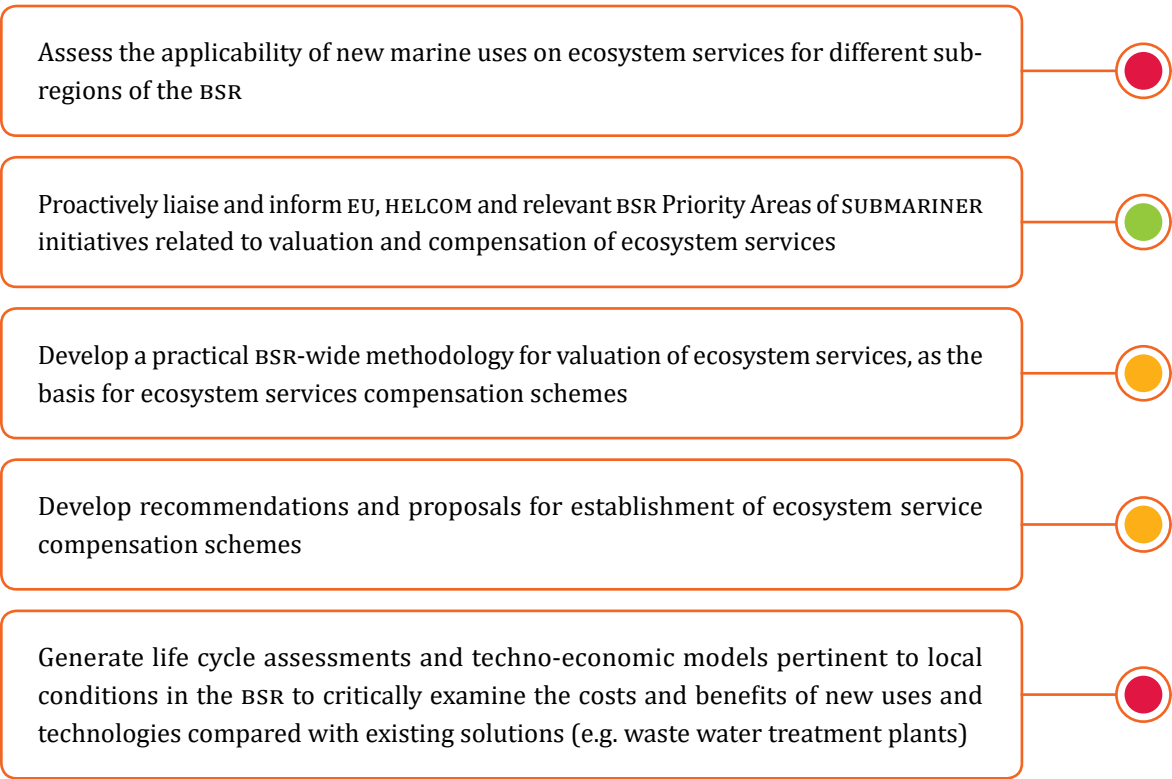 Assess the applicability of new marine uses on ecosystem services for different sub-
regions of the BSR
Proactively liaise and inform EU, HELCOM and relevant BSR Priority Areas of SUBMARINER
initiatives related to valuation and compensation of ecosystem services
Develop a practical BSR-wide methodology for valuation of ecosystem services, as the
basis for ecosystem services compensation schemes
Develop recommendations and proposals for establishment of ecosystem service
compensation schemes
Generate life cycle assessments and techno-economic models pertinent to local
conditions in the BSR to critically examine the costs and benefits of new uses and
technologies compared with existing solutions (e.g. waste water treatment plants)